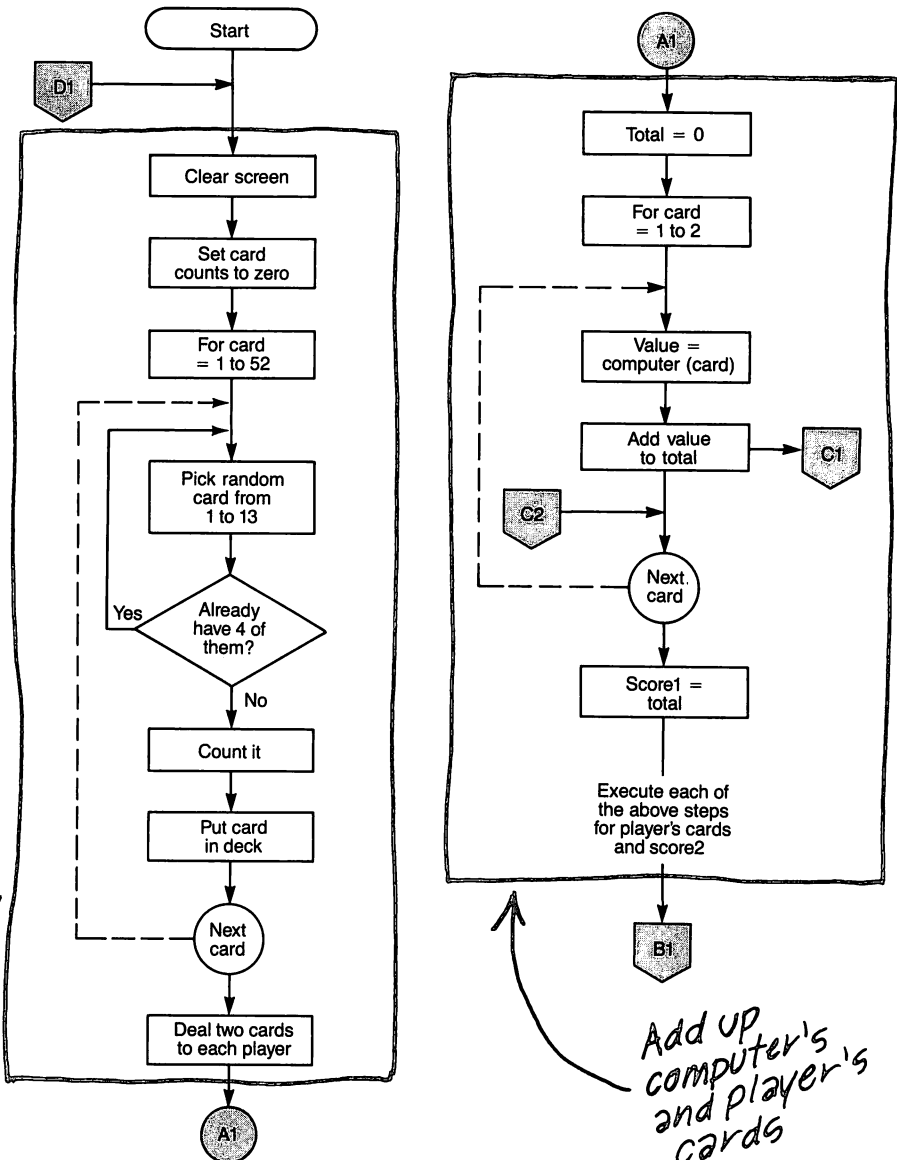 Start
D1
Clear screen
Set card
counts to zero
For card
= 1 to 52
Pick random
card from
1 to 13
Yes
Already
have 4 of
them?
No
Count it
Put card
in deck
Next
card
Deal two cards
to each player
A1
A1
Total = 0
For card
= 1 to 2
Value =
computer (card)
Add value
to total
C1
C2
Next.
card
Score1 =
total
Execute each of
the above steps
for player's cards
and score2
B1
Add up
computer's
and player's
cards